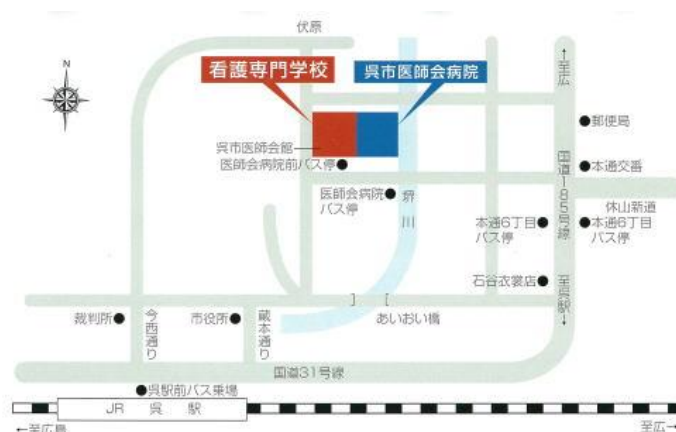 伏原
N
看護専門学校
呉市医師会病院
←至広
郵便局
呉市医師会館
医師会病院前バス停
本通交番
国道185号線
医師会病院
バス停
堺川
休山新道
本通6丁目
バス停
本通6丁目
バス停
石谷衣裳店
至呉駅→
裁判所
今西通り
市役所
蔵本通り
あいおい橋
国道31号線
呉駅前バス乗場
JR 呉駅
←至広島
至広→